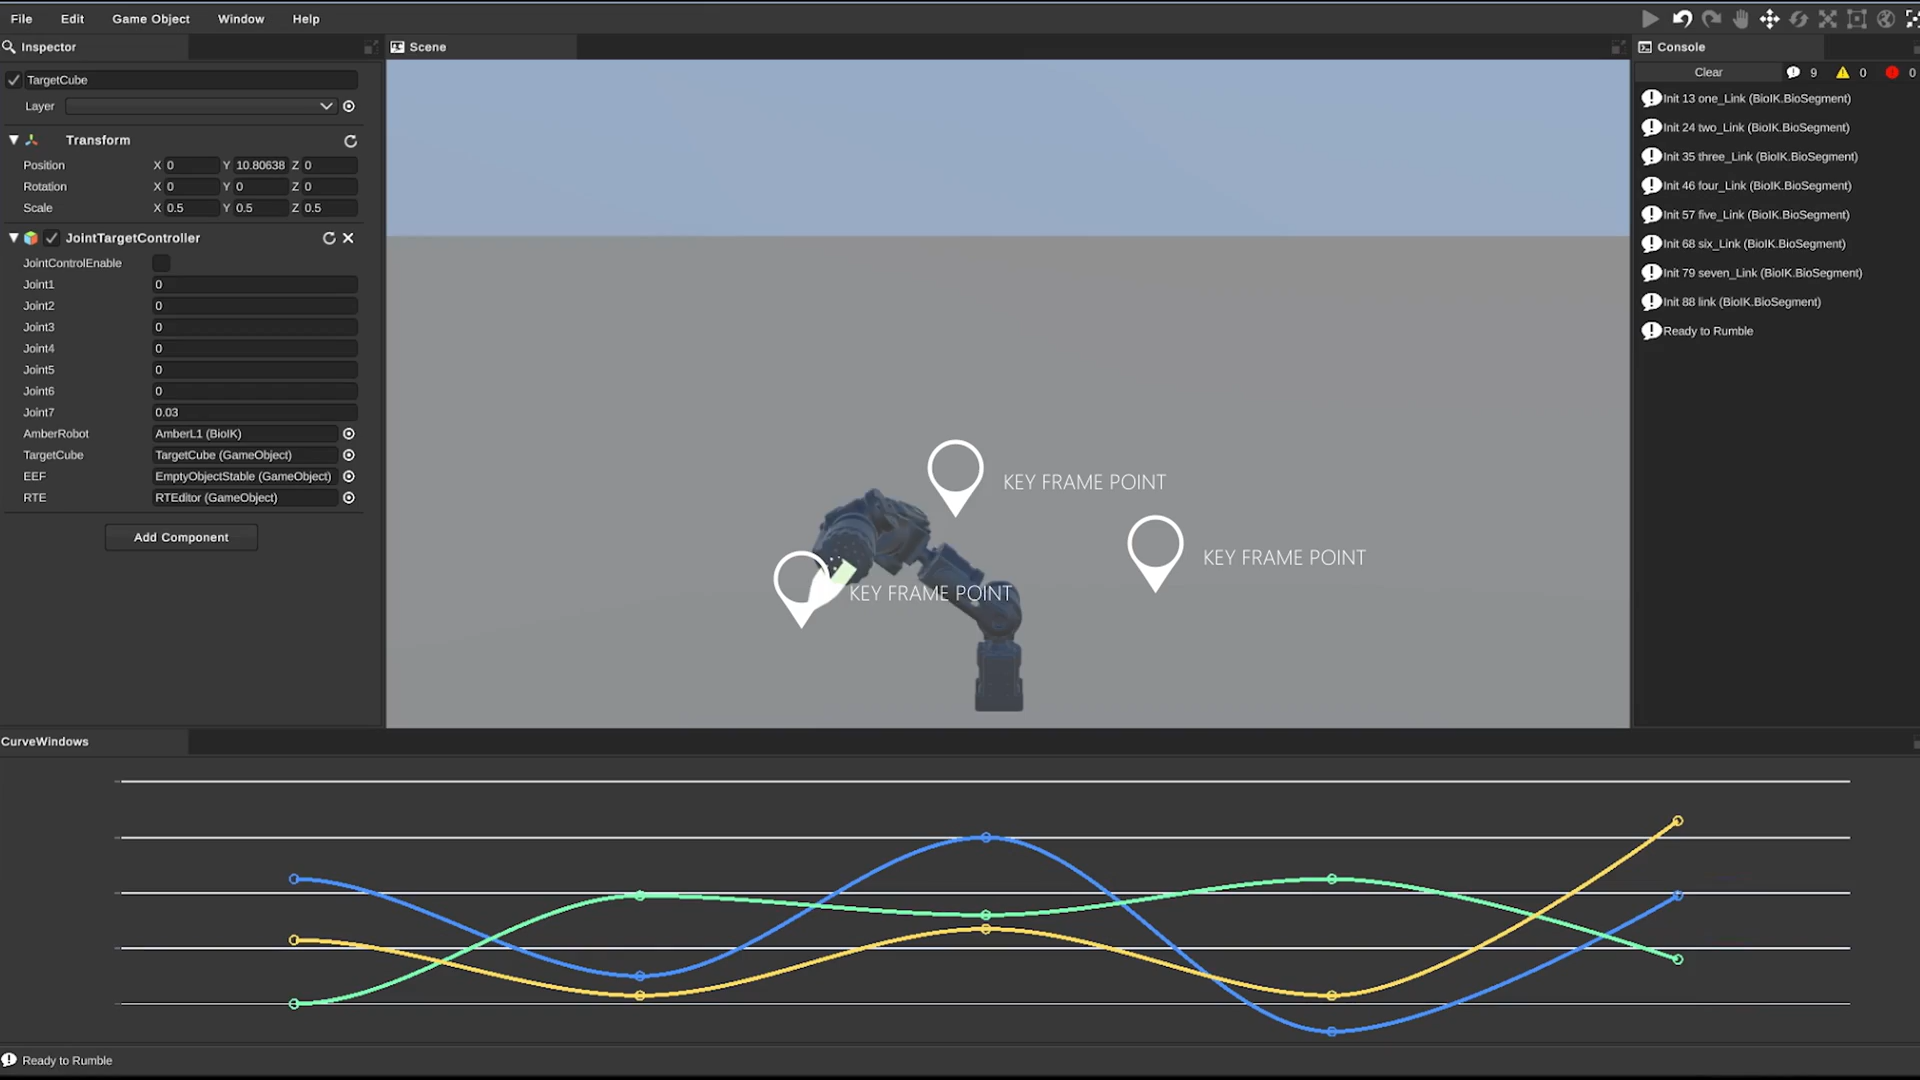 File Edit Game Object Window Help
Inspector
Scene
Console
TargetCube
Layer
Transform
Position X 0 Y 10.80638 Z 0
Rotation X 0 Y 0 Z 0
Scale X 0.5 Y 0.5 Z 0.5
JointTargetController
JointControlEnable
Joint1 0
Joint2 0
Joint3 0
Joint4 0
Joint5 0
Joint6 0
Joint7 0.03
AmberRobot AmberL1 (BioIK)
TargetCube TargetCube (GameObject)
EEF EmptyObjectStable (GameObject)
RTE RTEditor (GameObject)
Add Component
KEY FRAME POINT
KEY FRAME POINT
KEY FRAME POINT
Clear 9 0 0
Init 13 one_Link (BioIK.BioSegment)
Init 24 two_Link (BioIK.BioSegment)
Init 35 three_Link (BioIK.BioSegment)
Init 46 four_Link (BioIK.BioSegment)
Init 57 five_Link (BioIK.BioSegment)
Init 68 six_Link (BioIK.BioSegment)
Init 79 seven_Link (BioIK.BioSegment)
Init 88 link (BioIK.BioSegment)
Ready to Rumble
CurveWindows
Ready to Rumble